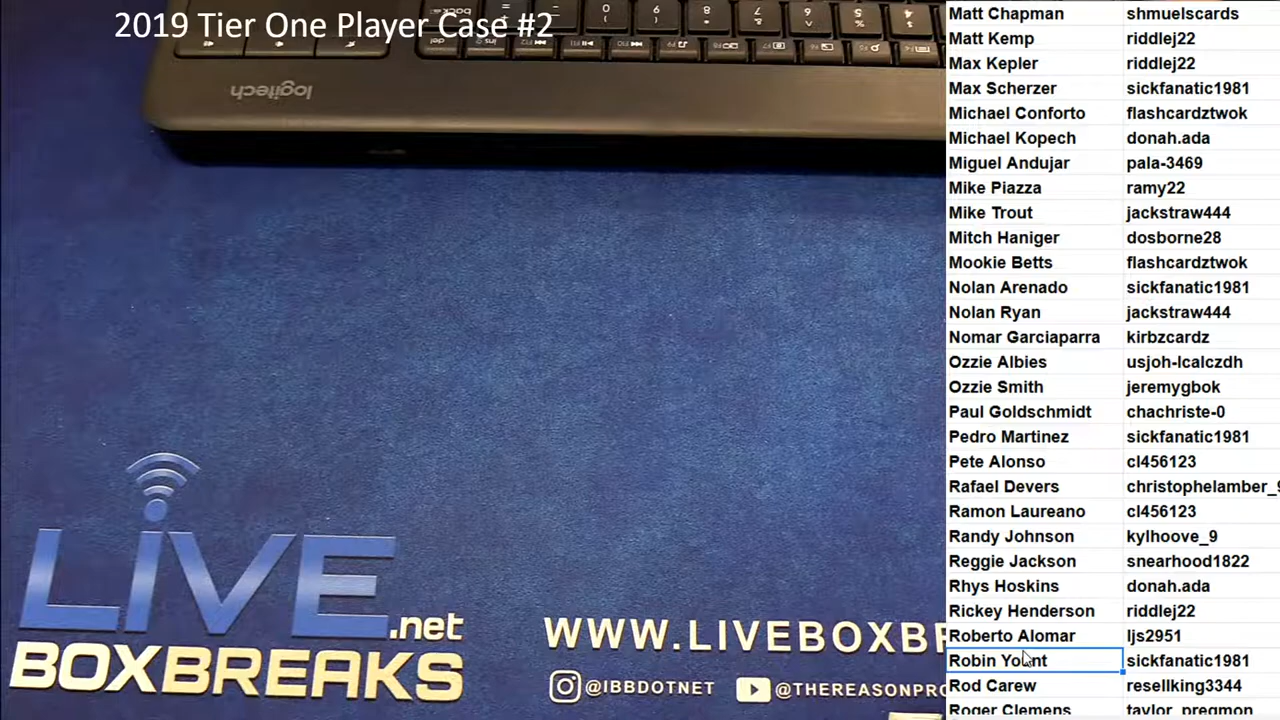 2019 Tier One Player Case #2
logitech
LIVE.net
BOXBREAKS
WWW.LIVEBOXBR
@IBBDOTNET @THEREASONPRO
Matt Chapman shmuelscards
Matt Kemp riddlej22
Max Kepler riddlej22
Max Scherzer sickfanatic1981
Michael Conforto flashcardztwok
Michael Kopech donah.ada
Miguel Andujar pala-3469
Mike Piazza ramy22
Mike Trout jackstraw444
Mitch Haniger dosborne28
Mookie Betts flashcardztwok
Nolan Arenado sickfanatic1981
Nolan Ryan jackstraw444
Nomar Garciaparra kirbzcardz
Ozzie Albies usjoh-lcalczdh
Ozzie Smith jeremygbok
Paul Goldschmidt chachriste-0
Pedro Martinez sickfanatic1981
Pete Alonso cl456123
Rafael Devers christophelamber_9
Ramon Laureano cl456123
Randy Johnson kylhoove_9
Reggie Jackson snearhood1822
Rhys Hoskins donah.ada
Rickey Henderson riddlej22
Roberto Alomar ljs2951
Robin Yount sickfanatic1981
Rod Carew resellking3344
Roger Clemens taylor_pregmon